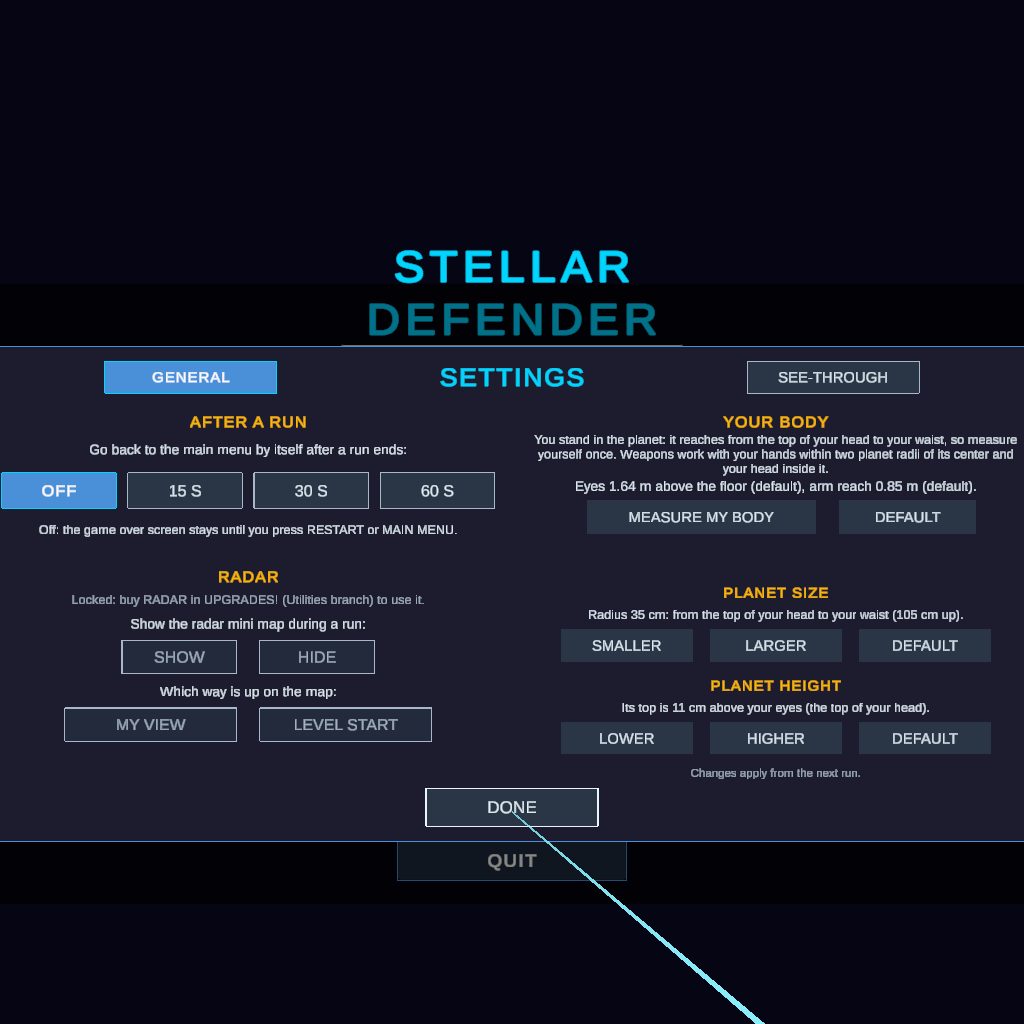 STELLAR
DEFENDER
GENERAL
SETTINGS
SEE-THROUGH
AFTER A RUN
Go back to the main menu by itself after a run ends:
OFF
15 S
30 S
60 S
Off: the game over screen stays until you press RESTART or MAIN MENU.
RADAR
Locked: buy RADAR in UPGRADES! (Utilities branch) to use it.
Show the radar mini map during a run:
SHOW
HIDE
Which way is up on the map:
MY VIEW
LEVEL START
YOUR BODY
You stand in the planet: it reaches from the top of your head to your waist, so measure
yourself once. Weapons work with your hands within two planet radii of its center and
your head inside it.
Eyes 1.64 m above the floor (default), arm reach 0.85 m (default).
MEASURE MY BODY
DEFAULT
PLANET SIZE
Radius 35 cm: from the top of your head to your waist (105 cm up).
SMALLER
LARGER
DEFAULT
PLANET HEIGHT
Its top is 11 cm above your eyes (the top of your head).
LOWER
HIGHER
DEFAULT
Changes apply from the next run.
DONE
QUIT